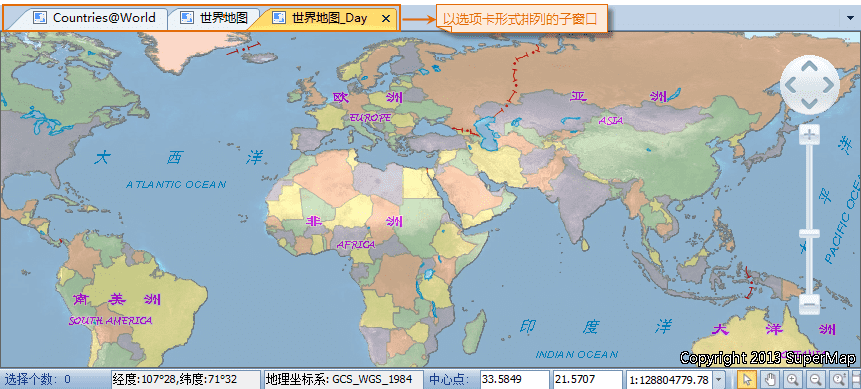 Countries@World 世界地图 世界地图_Day × 以选项卡形式排列的子窗口
欧 洲
EUROPE
亚 洲
ASIA
大 西 洋
ATLANTIC OCEAN
太 平 洋
PACIFIC OCEAN
非 洲
AFRICA
南 美 洲
SOUTH AMERICA
印 度 洋
INDIAN OCEAN
大 洋 洲
Copyright 2013 SuperMap
选择个数: 0 经度:107°28,纬度:71°32 地理坐标系: GCS_WGS_1984 中心点: 33.5849 21.5707 1:128804779.78